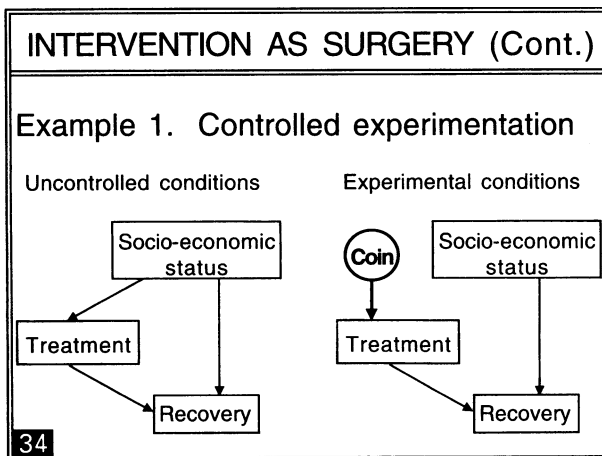 INTERVENTION AS SURGERY (Cont.)
Example 1. Controlled experimentation
Uncontrolled conditions
Socio-economic
status
Treatment
Recovery
Experimental conditions
Coin
Socio-economic
status
Treatment
Recovery
34